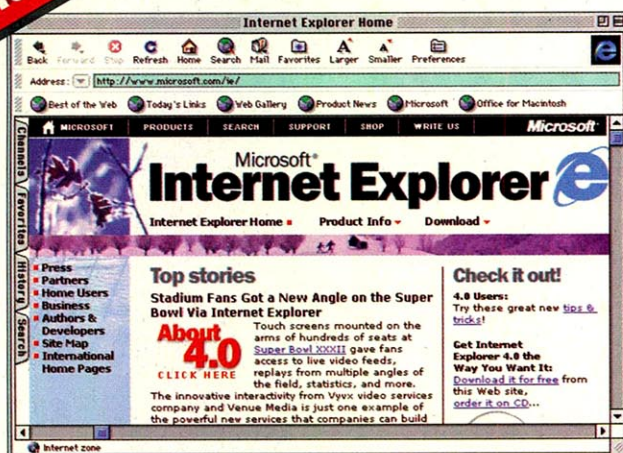 Internet Explorer Home
Back Forward Stop Refresh Home Search Mail Favorites Larger Smaller Preferences
Address: http://www.microsoft.com/ie/
Best of the Web Today's Links Web Gallery Product News Microsoft Office for Macintosh
Channels
Favorites
History
Search
MICROSOFT PRODUCTS SEARCH SUPPORT SHOP WRITE US Microsoft
Microsoft®
Internet Explorer
Internet Explorer Home Product Info Download
Press
Partners
Home Users
Business
Authors &
Developers
Site Map
International
Home Pages
Top stories
Stadium Fans Got a New Angle on the Super
Bowl Via Internet Explorer
About
4.0
CLICK HERE
Touch screens mounted on the
arms of hundreds of seats at
Super Bowl XXXII gave fans
access to live video feeds,
replays from multiple angles of
the field, statistics, and more.
The innovative interactivity from Vyvx video services
company and Venue Media is just one example of
the powerful new services that companies can build
Check it out!
4.0 Users:
Try these great new tips &
tricks!
Get Internet
Explorer 4.0 the
Way You Want It:
Download it for free from
this Web site,
order it on CD...
Internet zone